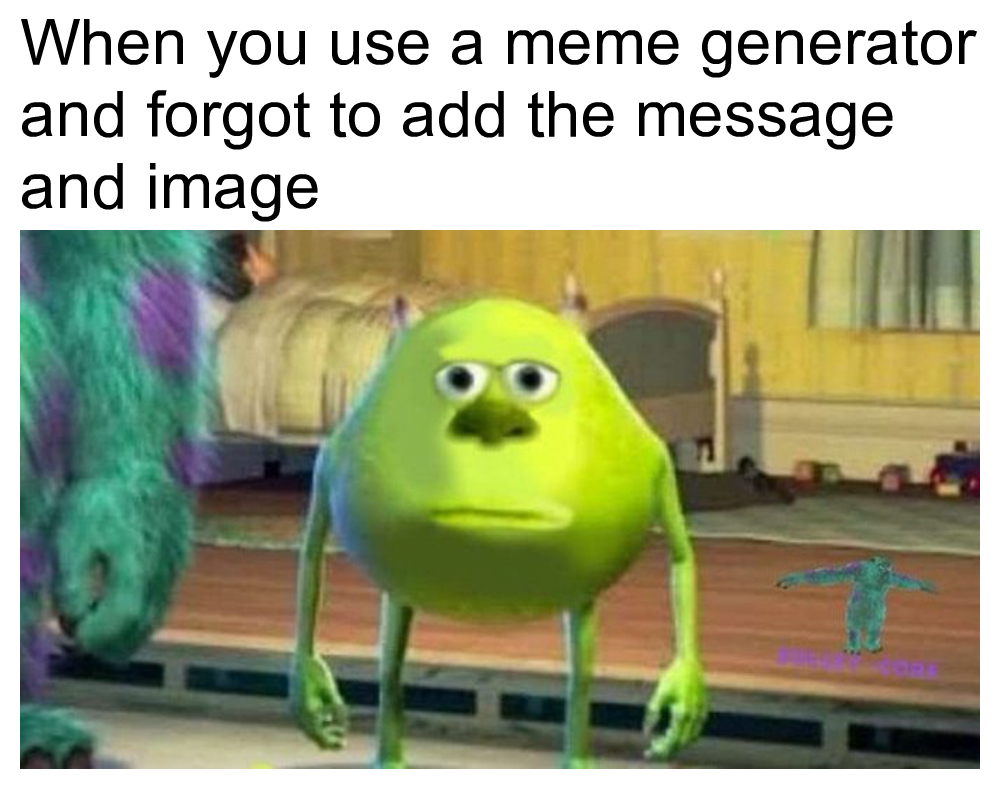 When you use a meme generator
and forgot to add the message
and image